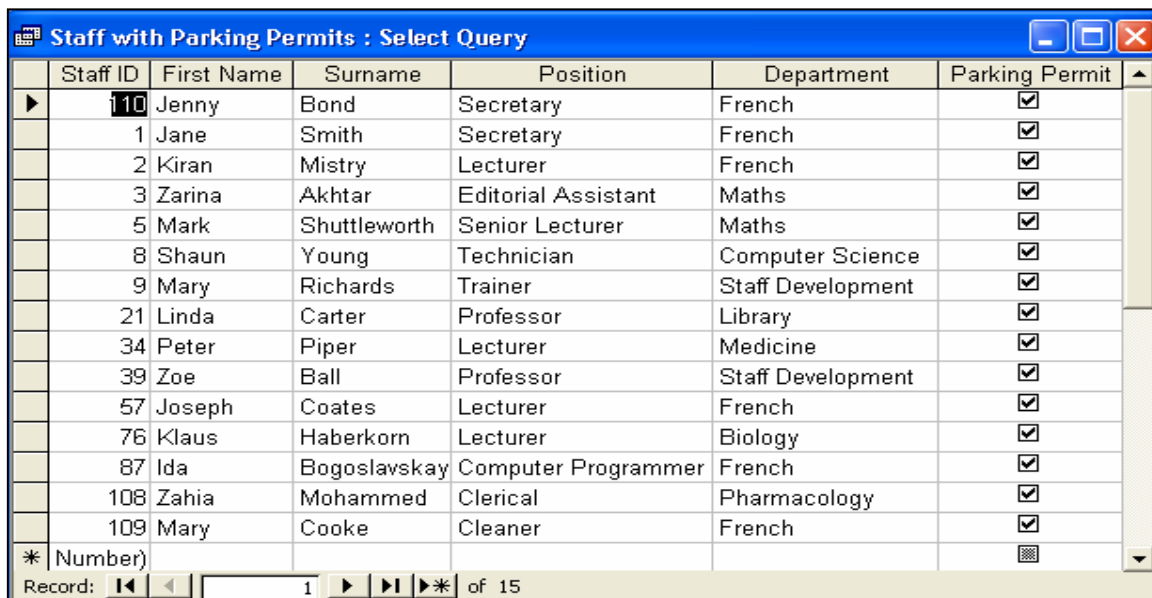 Staff with Parking Permits : Select Query
Staff ID First Name Surname Position Department Parking Permit
110 Jenny Bond Secretary French
1 Jane Smith Secretary French
2 Kiran Mistry Lecturer French
3 Zarina Akhtar Editorial Assistant Maths
5 Mark Shuttleworth Senior Lecturer Maths
8 Shaun Young Technician Computer Science
9 Mary Richards Trainer Staff Development
21 Linda Carter Professor Library
34 Peter Piper Lecturer Medicine
39 Zoe Ball Professor Staff Development
57 Joseph Coates Lecturer French
76 Klaus Haberkorn Lecturer Biology
87 Ida Bogoslavskay Computer Programmer French
108 Zahia Mohammed Clerical Pharmacology
109 Mary Cooke Cleaner French
Number)
Record: 1 of 15